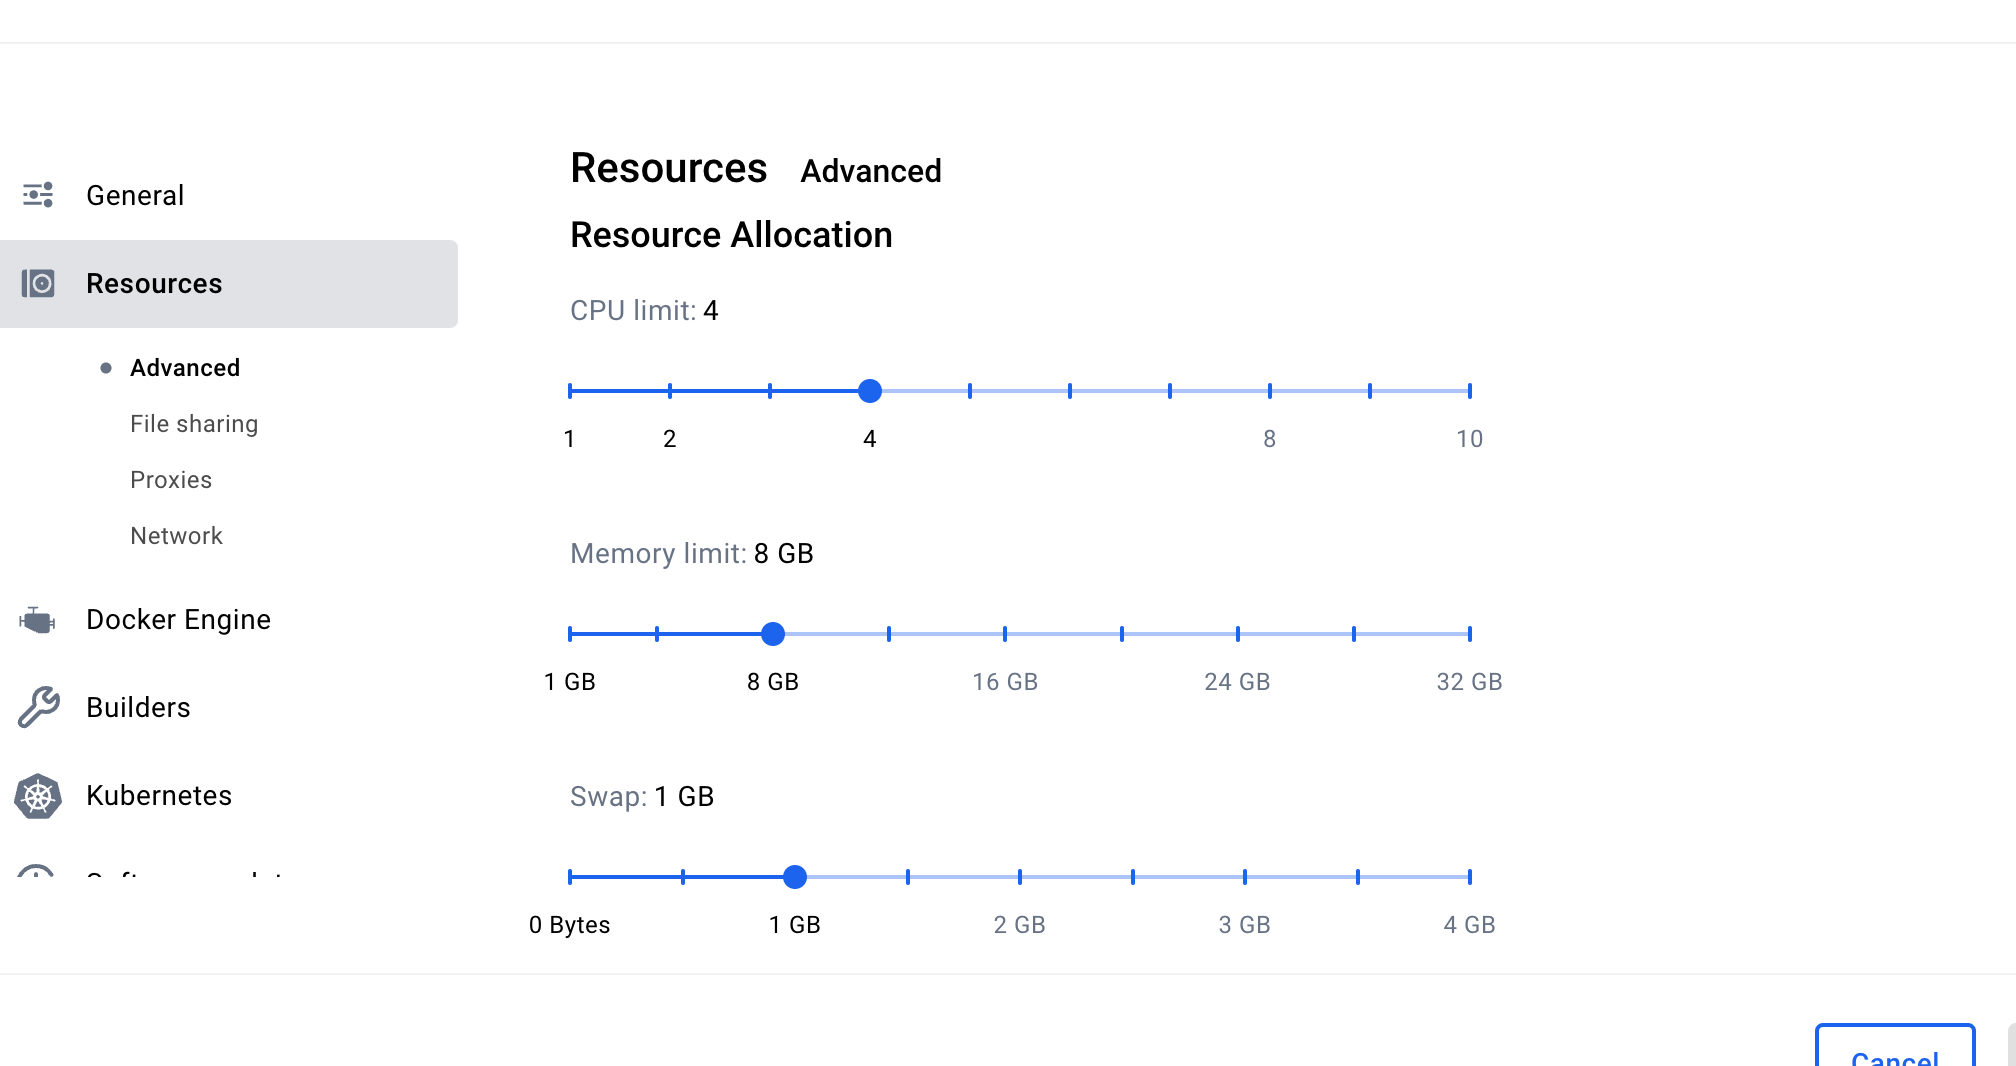 General
Resources
Advanced
File sharing
Proxies
Network
Docker Engine
Builders
Kubernetes
Resources Advanced
Resource Allocation
CPU limit: 4
1 2 4 8 10
Memory limit: 8 GB
1 GB 8 GB 16 GB 24 GB 32 GB
Swap: 1 GB
0 Bytes 1 GB 2 GB 3 GB 4 GB
Cancel